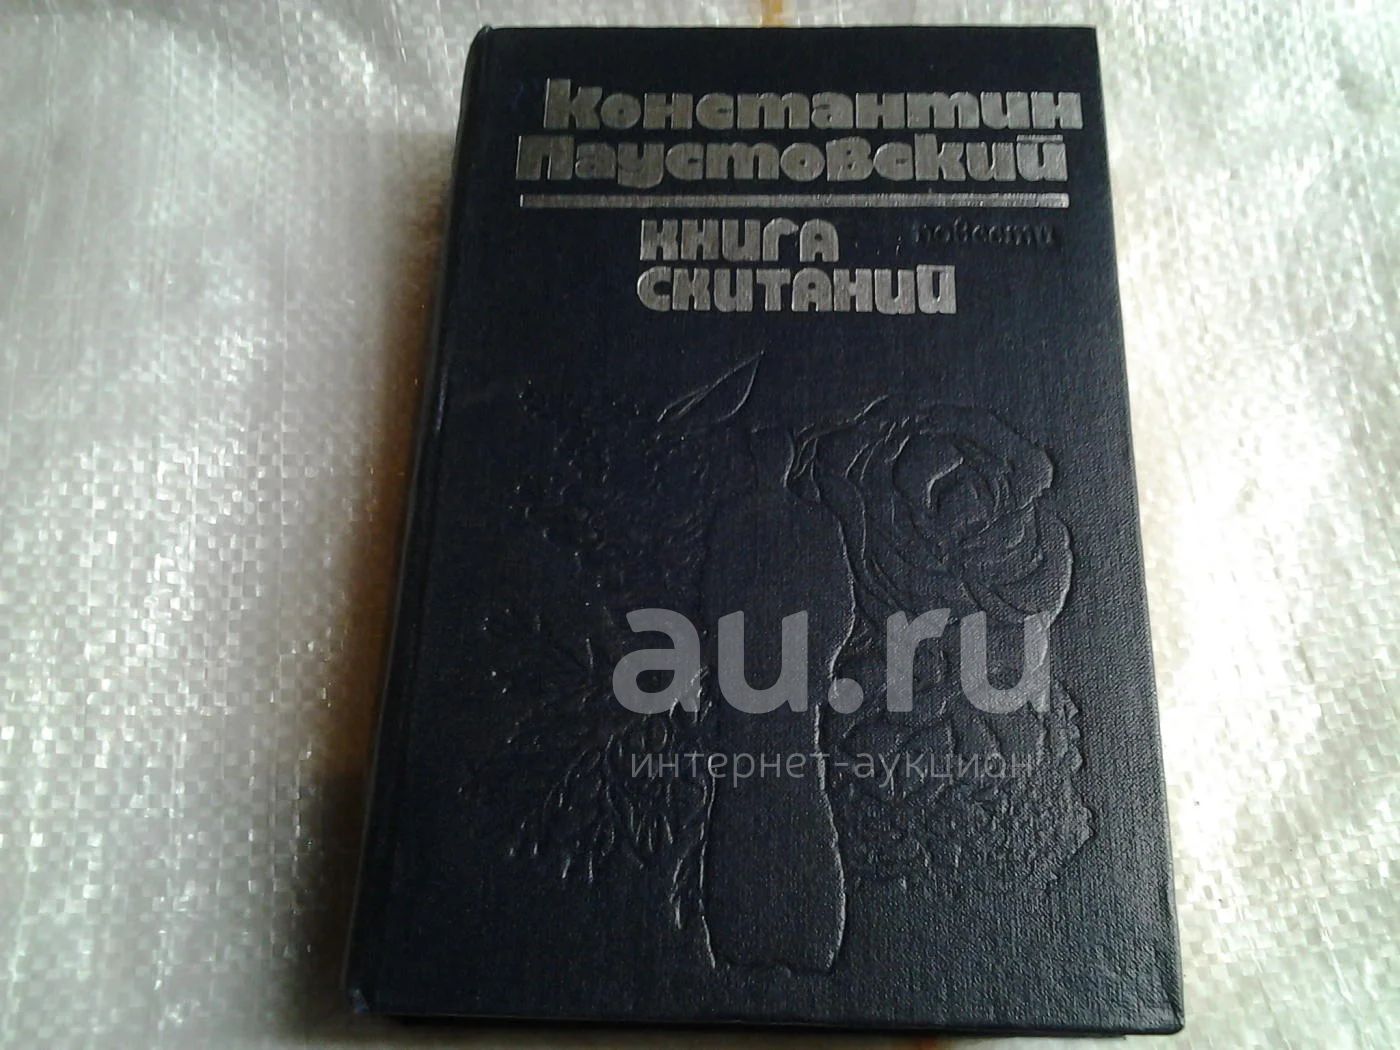 Константин
Паустовский
КНИГА повести
СКИТАНИЙ
au.ru
интернет-аукцион